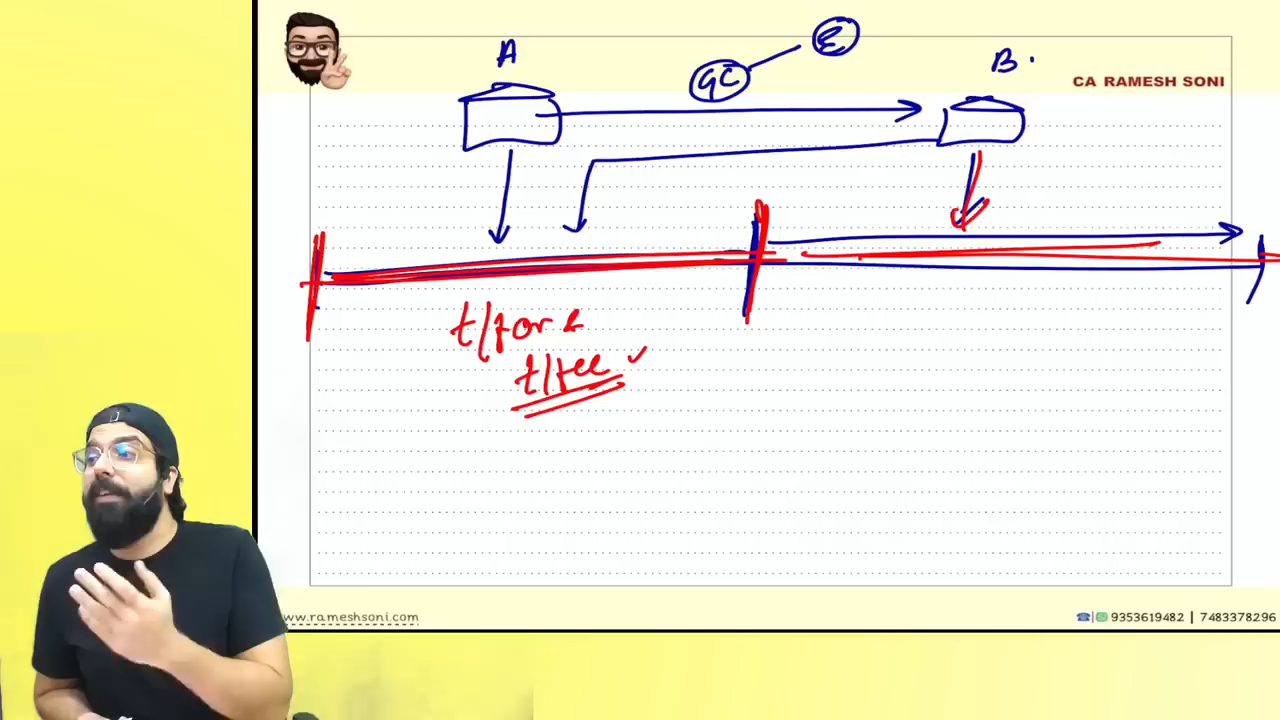 A
GC
E
B.
CA RAMESH SONI
t/for &
t/fee ✓
www.rameshsoni.com
9353619482 | 7483378296